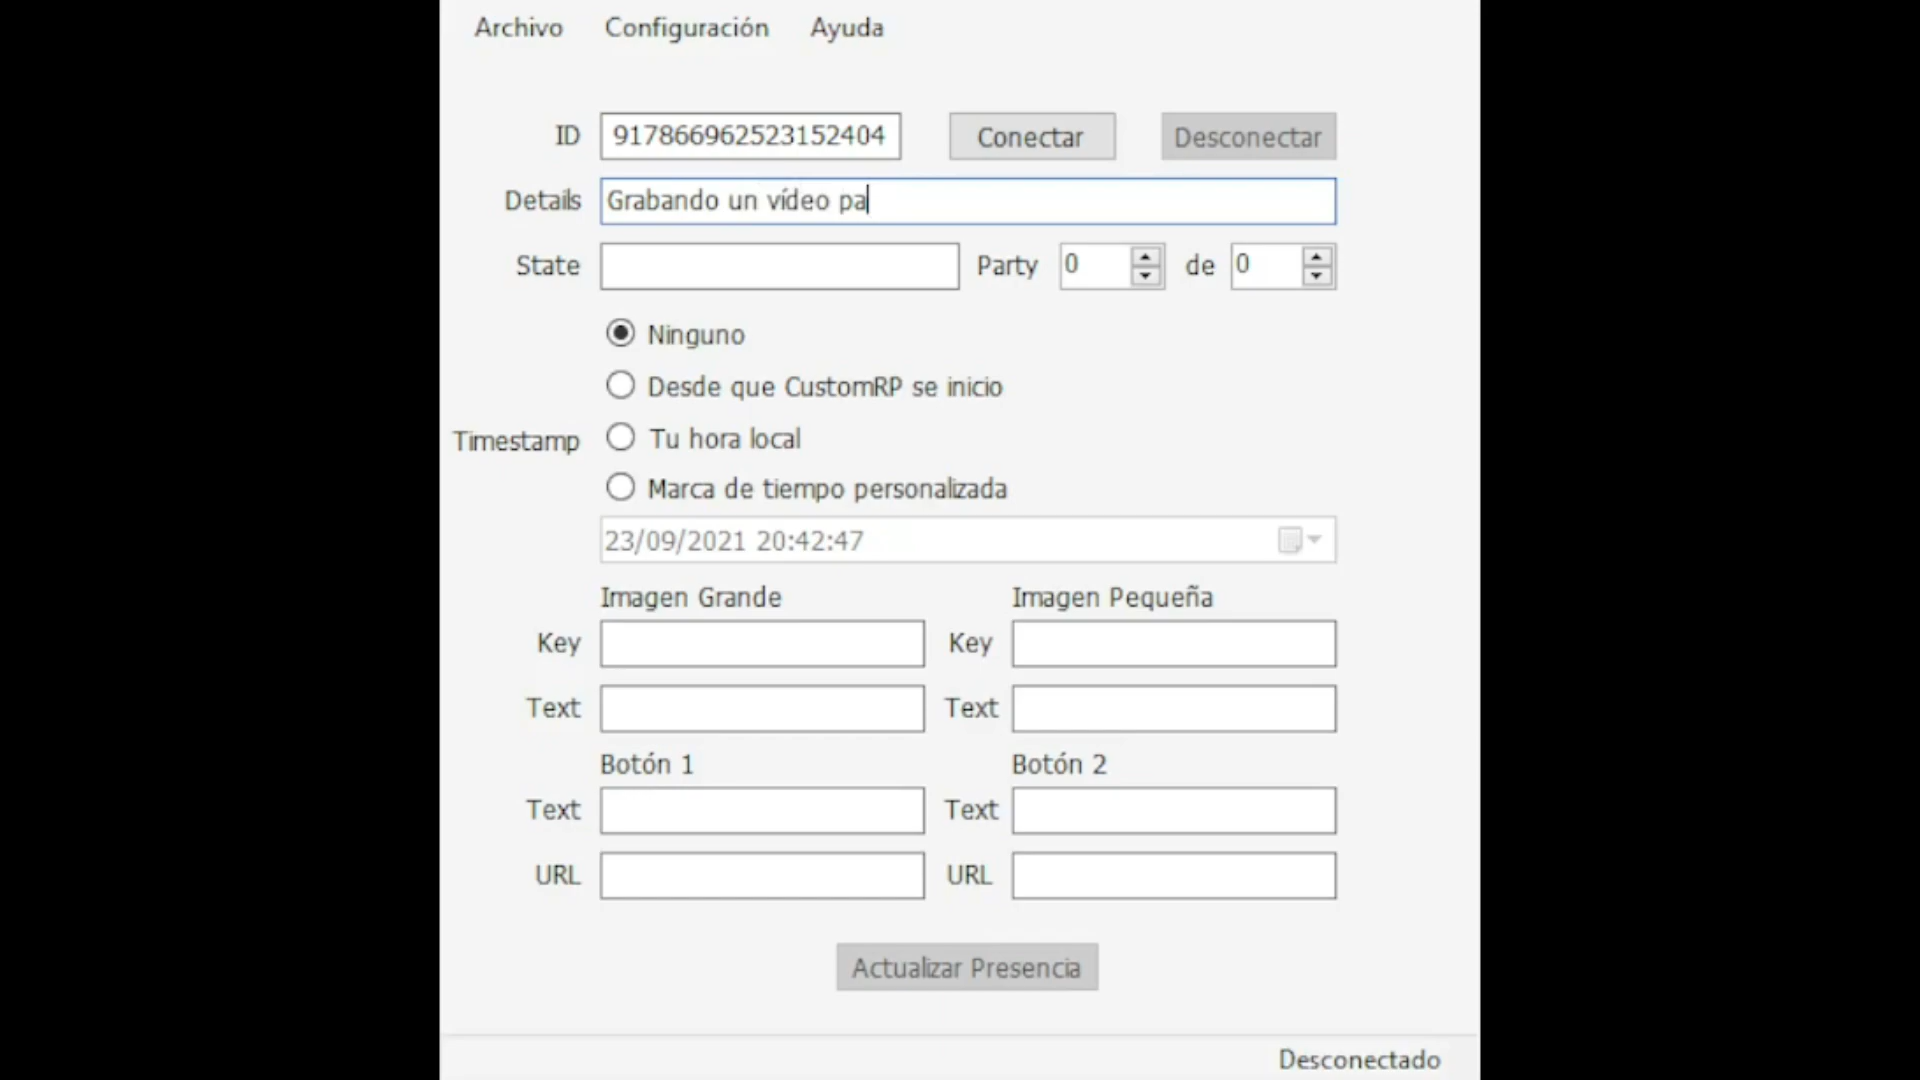 Archivo Configuración Ayuda
ID 917866962523152404 Conectar Desconectar
Details Grabando un vídeo pa
State Party 0 de 0
Ninguno
Desde que CustomRP se inicio
Timestamp Tu hora local
Marca de tiempo personalizada
23/09/2021 20:42:47
Imagen Grande Imagen Pequeña
Key Key
Text Text
Botón 1 Botón 2
Text Text
URL URL
Actualizar Presencia
Desconectado